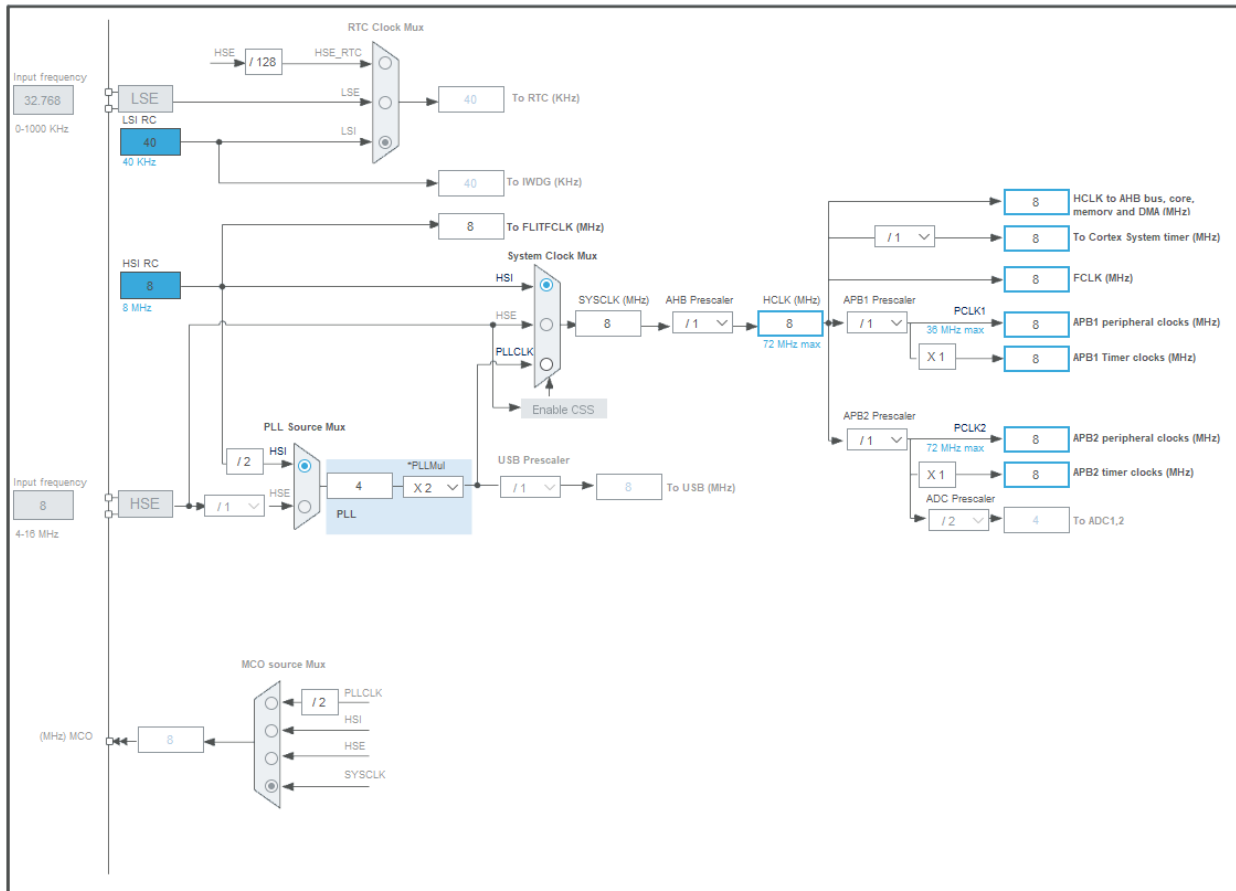 RTC Clock Mux
HSE
/ 128
HSE_RTC
Input frequency
32.768
0-1000 KHz
LSE
LSE
40
To RTC (KHz)
LSI RC
40
40 KHz
LSI
40
To IWDG (KHz)
8
To FLITFCLK (MHz)
HSI RC
8
8 MHz
System Clock Mux
HSI
HSE
PLLCLK
SYSCLK (MHz)
8
AHB Prescaler
/ 1
HCLK (MHz)
8
72 MHz max
Enable CSS
8
HCLK to AHB bus, core,
memory and DMA (MHz)
/ 1
8
To Cortex System timer (MHz)
8
FCLK (MHz)
APB1 Prescaler
/ 1
PCLK1
36 MHz max
8
APB1 peripheral clocks (MHz)
X 1
8
APB1 Timer clocks (MHz)
APB2 Prescaler
/ 1
PCLK2
72 MHz max
8
APB2 peripheral clocks (MHz)
X 1
8
APB2 timer clocks (MHz)
ADC Prescaler
/ 2
4
To ADC1,2
PLL Source Mux
/ 2
HSI
Input frequency
8
4-16 MHz
HSE
/ 1
HSE
4
*PLLMul
X 2
PLL
USB Prescaler
/ 1
8
To USB (MHz)
MCO source Mux
/ 2
PLLCLK
HSI
HSE
SYSCLK
(MHz) MCO
8